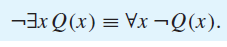 ¬∃x Q(x) ≡ ∀x ¬Q(x).